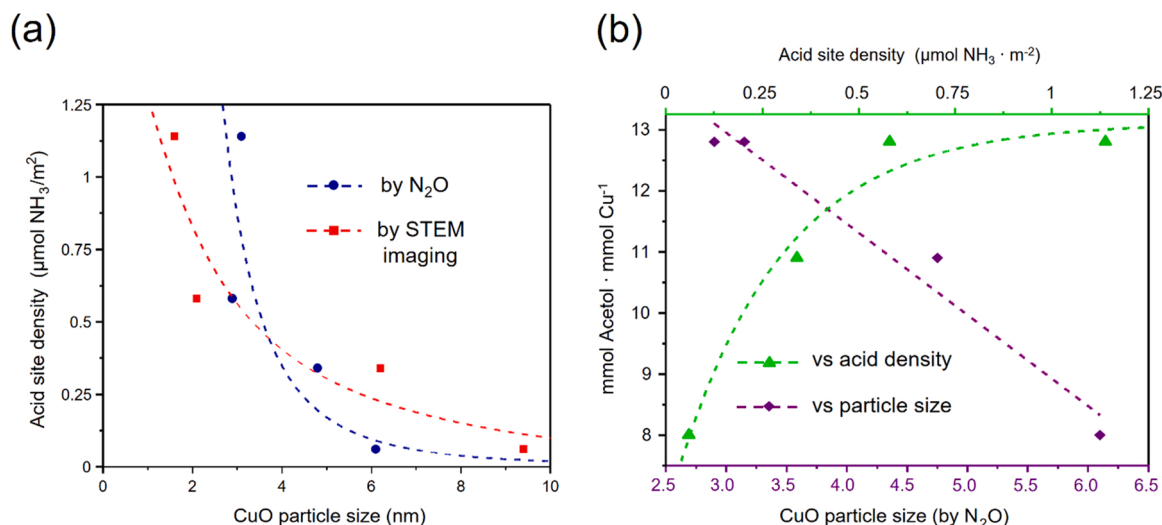 (a)
Acid site density (μmol NH₃/m²)
1.25
1
0.75
0.5
0.25
0
0
2
4
6
8
10
CuO particle size (nm)
by N₂O
by STEM
imaging
(b)
Acid site density (μmol NH₃ · m⁻²)
0
0.25
0.5
0.75
1
1.25
mmol Acetol · mmol Cu⁻¹
13
12
11
10
9
8
vs acid density
vs particle size
2.5
3.0
3.5
4.0
4.5
5.0
5.5
6.0
6.5
CuO particle size (by N₂O)